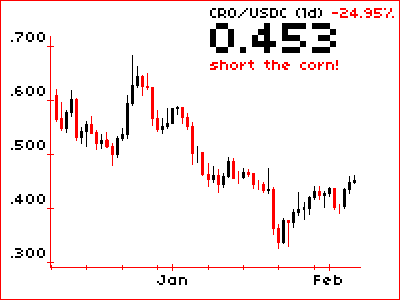 CRO/USDC (1d) -24.95%
0.453
short the corn!
.700
.600
.500
.400
.300
Jan
Feb